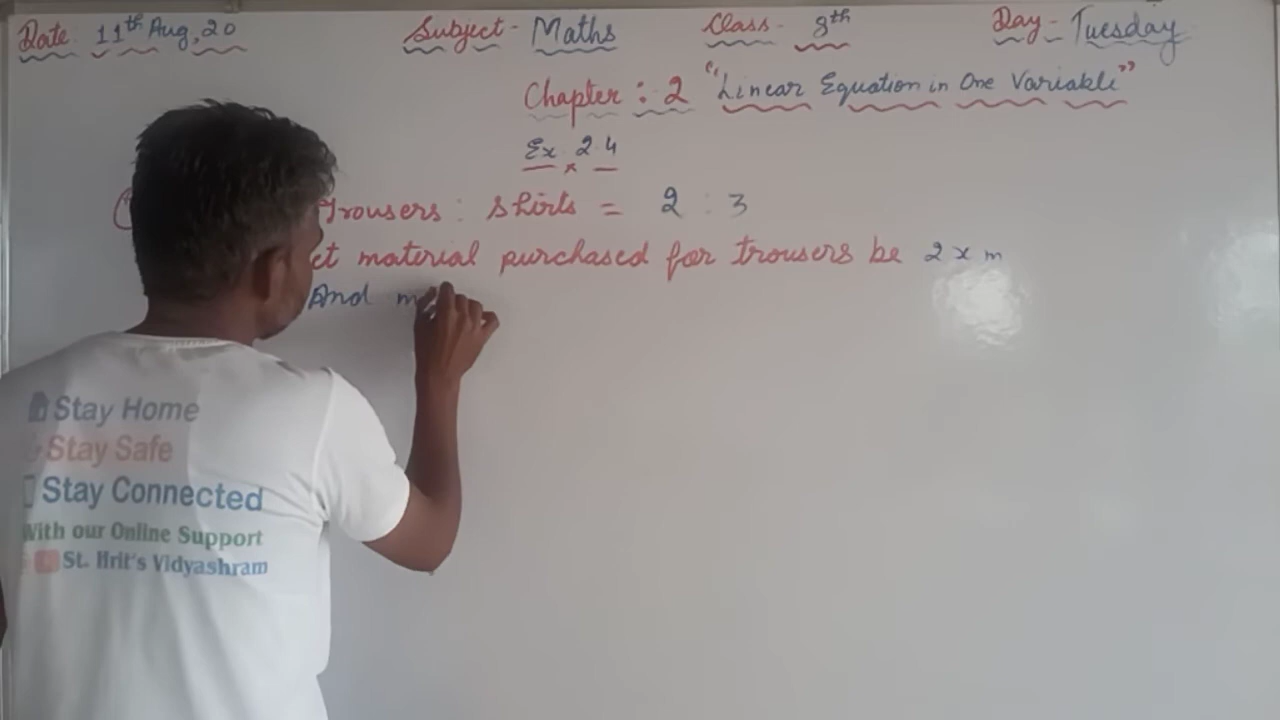 Date 11th Aug, 20 Subject - Maths Class - 8th Day - Tuesday
Chapter : 2 "Linear Equation in One Variable"
Ex 2.4
Trousers : shirts = 2 : 3
et material purchased for trousers be 2x m
And m
Stay Home
Stay Safe
Stay Connected
With our Online Support
St. Hrit's Vidyashram